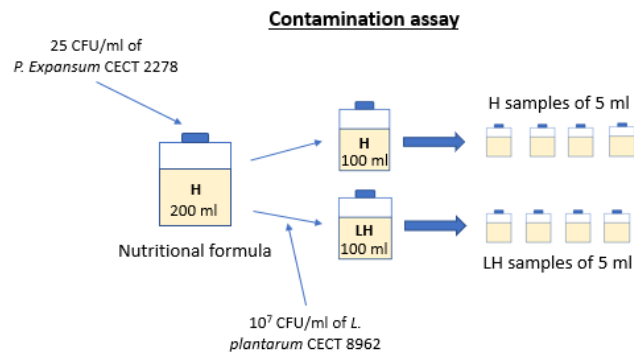 Contamination assay
25 CFU/ml of
P. Expansum CECT 2278
H
200 ml
Nutritional formula
H
100 ml
H samples of 5 ml
LH
100 ml
LH samples of 5 ml
10⁷ CFU/ml of L.
plantarum CECT 8962